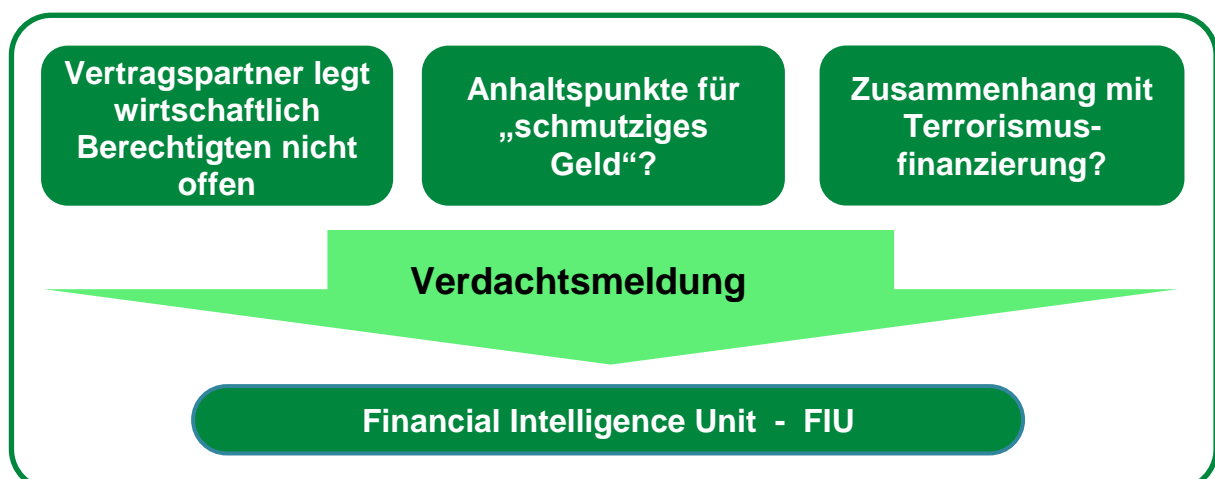 Vertragspartner legt
wirtschaftlich
Berechtigten nicht
offen
Anhaltspunkte für
„schmutziges
Geld“?
Zusammenhang mit
Terrorismus-
finanzierung?
Verdachtsmeldung
Financial Intelligence Unit - FIU